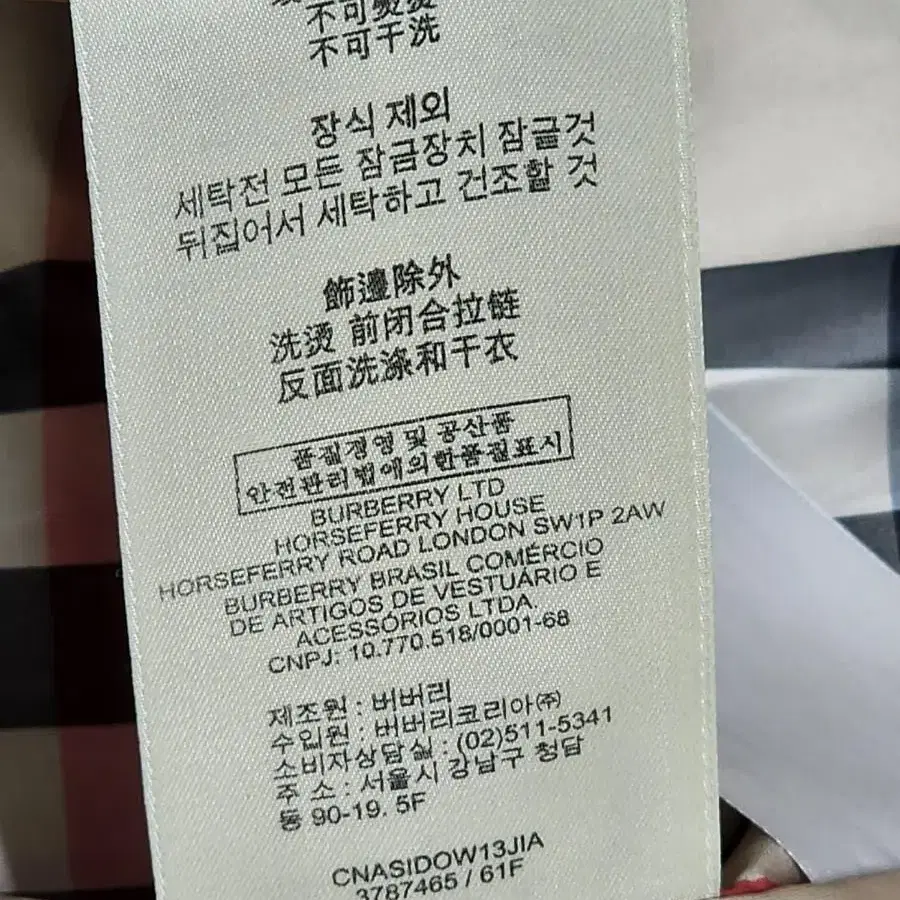 不可熨烫
不可干洗
장식 제외
세탁전 모든 잠금장치 잠글것
뒤집어서 세탁하고 건조할 것
飾邊除外
洗烫 前闭合拉链
反面洗涤和干衣
품질경영 및 공산품
안전관리법에의한품질표시
BURBERRY LTD
HORSEFERRY HOUSE
HORSEFERRY ROAD LONDON SW1P 2AW
BURBERRY BRASIL COMÉRCIO
DE ARTIGOS DE VESTUÁRIO E
ACESSÓRIOS LTDA.
CNPJ: 10.770.518/0001-68
제조원 : 버버리
수입원 : 버버리코리아㈜
소비자상담실 : (02)511-5341
주 소 : 서울시 강남구 청담
동 90-19. 5F
CNASIDOW13JIA
3787465 / 61F